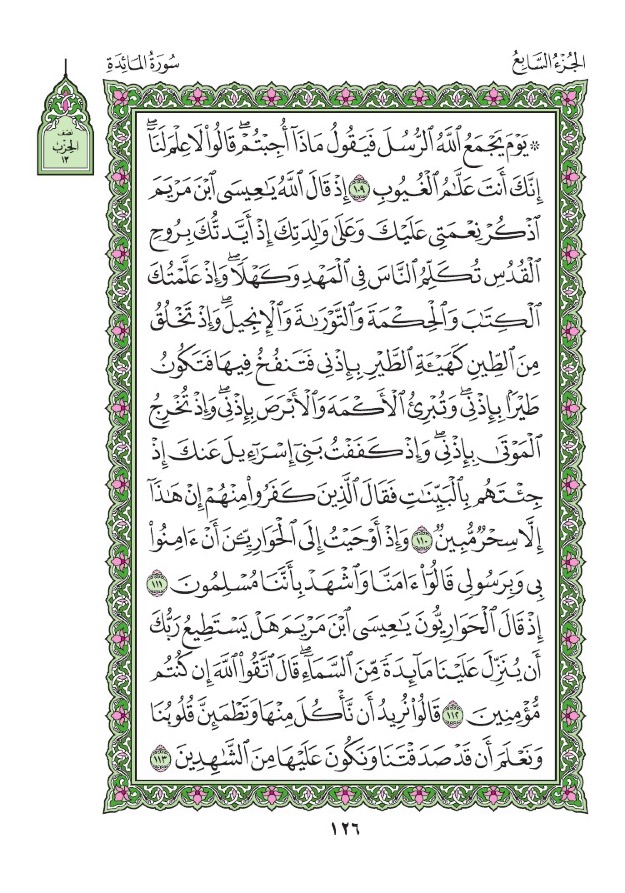 الجُزْءُ السَّابِعُ
سُورَةُ المَائِدَةِ
نصف
الحِزْب
١٣
۞ يَوۡمَ يَجۡمَعُ ٱللَّهُ ٱلرُّسُلَ فَيَقُولُ مَاذَآ أُجِبۡتُمۡۖ قَالُواْ لَا عِلۡمَ لَنَآۖ
إِنَّكَ أَنتَ عَلَّٰمُ ٱلۡغُيُوبِ ١٠٩ إِذۡ قَالَ ٱللَّهُ يَٰعِيسَى ٱبۡنَ مَرۡيَمَ
ٱذۡكُرۡ نِعۡمَتِي عَلَيۡكَ وَعَلَىٰ وَٰلِدَتِكَ إِذۡ أَيَّدتُّكَ بِرُوحِ
ٱلۡقُدُسِ تُكَلِّمُ ٱلنَّاسَ فِي ٱلۡمَهۡدِ وَكَهۡلٗاۖ وَإِذۡ عَلَّمۡتُكَ
ٱلۡكِتَٰبَ وَٱلۡحِكۡمَةَ وَٱلتَّوۡرَىٰةَ وَٱلۡإِنجِيلَۖ وَإِذۡ تَخۡلُقُ
مِنَ ٱلطِّينِ كَهَيۡـَٔةِ ٱلطَّيۡرِ بِإِذۡنِي فَتَنفُخُ فِيهَا فَتَكُونُ
طَيۡرَۢا بِإِذۡنِيۖ وَتُبۡرِئُ ٱلۡأَكۡمَهَ وَٱلۡأَبۡرَصَ بِإِذۡنِيۖ وَإِذۡ تُخۡرِجُ
ٱلۡمَوۡتَىٰ بِإِذۡنِيۖ وَإِذۡ كَفَفۡتُ بَنِيٓ إِسۡرَٰٓءِيلَ عَنكَ إِذۡ
جِئۡتَهُم بِٱلۡبَيِّنَٰتِ فَقَالَ ٱلَّذِينَ كَفَرُواْ مِنۡهُمۡ إِنۡ هَٰذَآ
إِلَّا سِحۡرٞ مُّبِينٞ ١١٠ وَإِذۡ أَوۡحَيۡتُ إِلَى ٱلۡحَوَارِيِّـۧنَ أَنۡ ءَامِنُواْ
بِي وَبِرَسُولِي قَالُوٓاْ ءَامَنَّا وَٱشۡهَدۡ بِأَنَّنَا مُسۡلِمُونَ ١١١
إِذۡ قَالَ ٱلۡحَوَارِيُّونَ يَٰعِيسَى ٱبۡنَ مَرۡيَمَ هَلۡ يَسۡتَطِيعُ رَبُّكَ
أَن يُنَزِّلَ عَلَيۡنَا مَآئِدَةٗ مِّنَ ٱلسَّمَآءِۖ قَالَ ٱتَّقُواْ ٱللَّهَ إِن كُنتُم
مُّؤۡمِنِينَ ١١٢ قَالُواْ نُرِيدُ أَن نَّأۡكُلَ مِنۡهَا وَتَطۡمَئِنَّ قُلُوبُنَا
وَنَعۡلَمَ أَن قَدۡ صَدَقۡتَنَا وَنَكُونَ عَلَيۡهَا مِنَ ٱلشَّٰهِدِينَ ١١٣
١٢٦